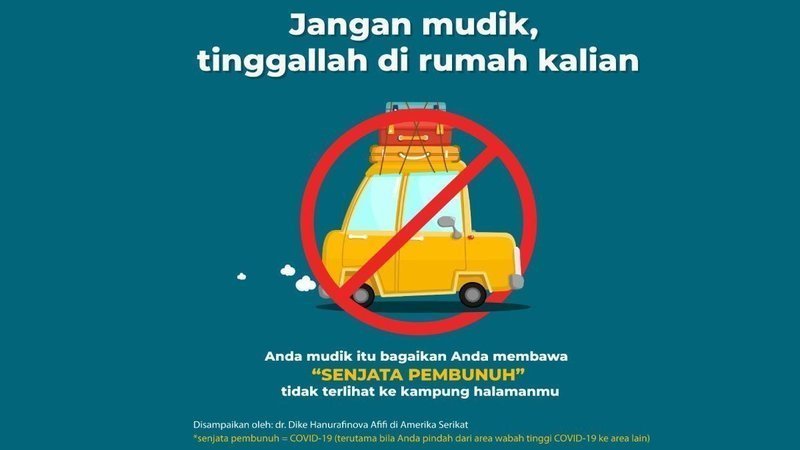 Jangan mudik,
tinggallah di rumah kalian
Anda mudik itu bagaikan Anda membawa
“SENJATA PEMBUNUH”
tidak terlihat ke kampung halamanmu
Disampaikan oleh: dr. Dike Hanurafinova Afifi di Amerika Serikat
*senjata pembunuh = COVID-19 (terutama bila Anda pindah dari area wabah tinggi COVID-19 ke area lain)